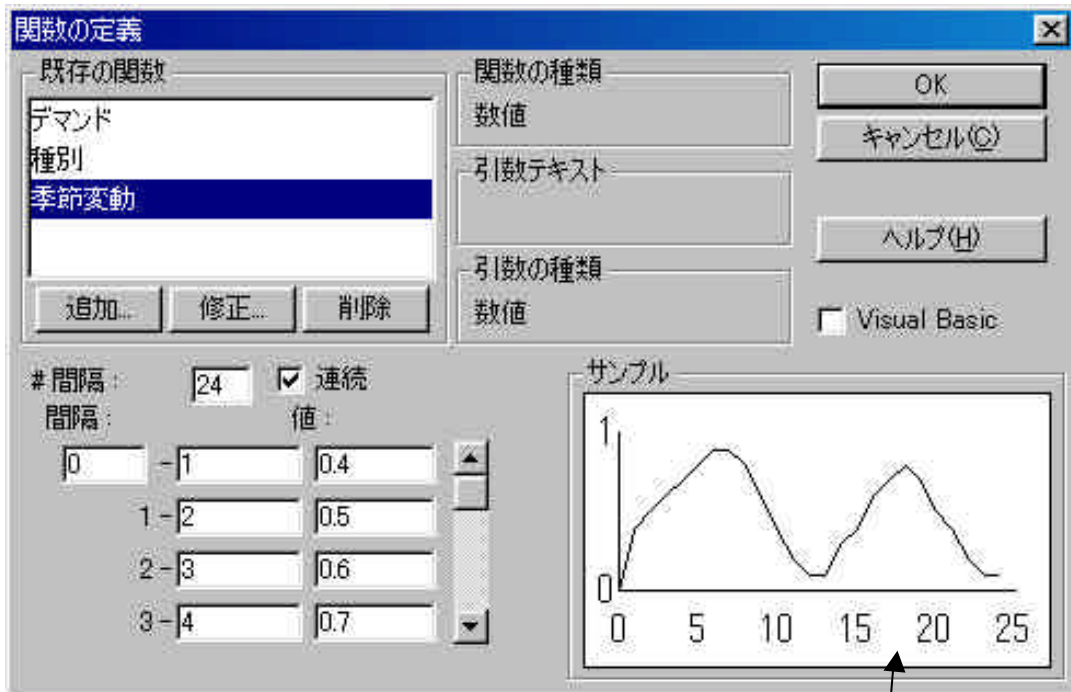 関数の定義
既存の関数
デマンド
種別
季節変動
追加...
修正...
削除
関数の種類
数値
引数テキスト
引数の種類
数値
OK
キャンセル(C)
ヘルプ(H)
Visual Basic
#間隔: 24 連続
間隔: 値:
0 - 1 0.4
1 - 2 0.5
2 - 3 0.6
3 - 4 0.7
サンプル
1
0
0 5 10 15 20 25